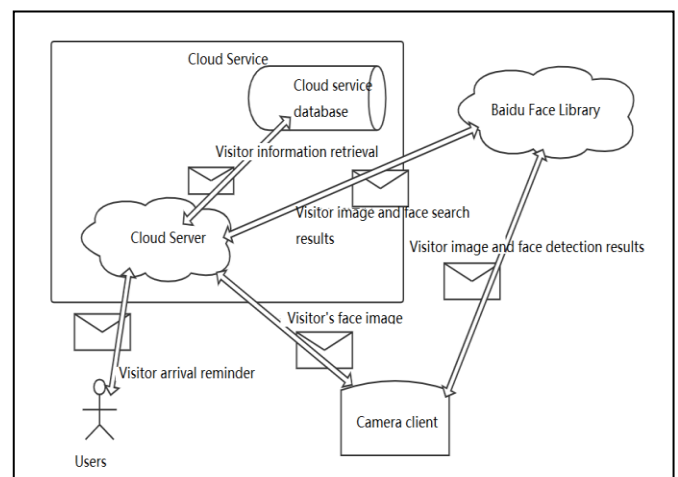 Cloud Service
Cloud service
database
Baidu Face Library
Visitor information retrieval
Visitor image and face search
results
Cloud Server
Visitor image and face detection results
Visitor's face image
Visitor arrival reminder
Camera client
Users